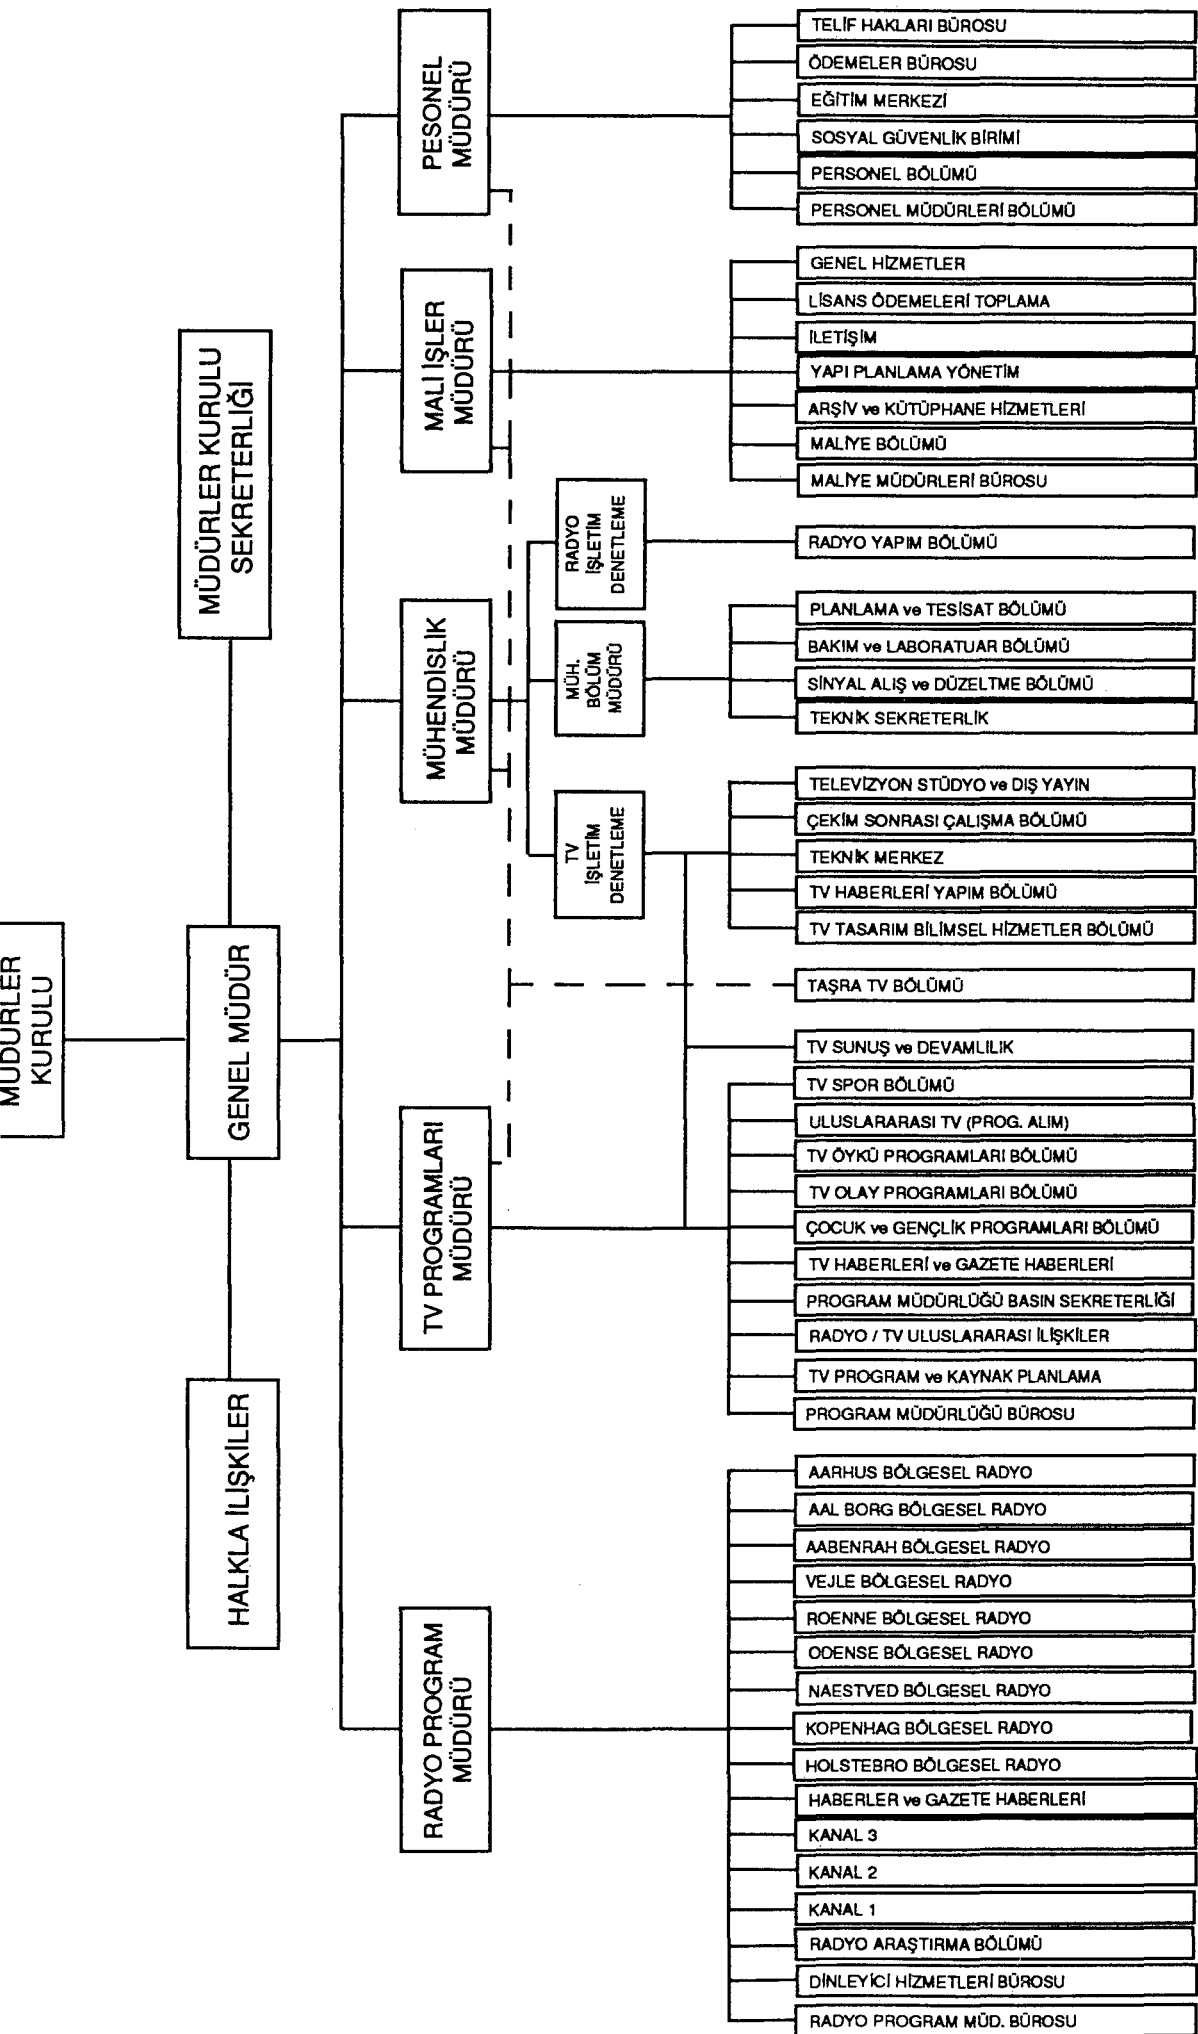 MÜDÜRLER
KURULU
MÜDÜRLER KURULU
SEKRETERLİĞİ
GENEL MÜDÜR
HALKLA İLİŞKİLER
PESONEL
MÜDÜRÜ
MALİ İŞLER
MÜDÜRÜ
MÜHENDİSLİK
MÜDÜRÜ
TV PROGRAMLARI
MÜDÜRÜ
RADYO PROGRAM
MÜDÜRÜ
RADYO
İŞLETİM
DENETLEME
MÜH.
BÖLÜM
MÜDÜRÜ
TV
İŞLETİM
DENETLEME
TELİF HAKLARI BÜROSU
ÖDEMELER BÜROSU
EĞİTİM MERKEZİ
SOSYAL GÜVENLİK BİRİMİ
PERSONEL BÖLÜMÜ
PERSONEL MÜDÜRLERİ BÖLÜMÜ
GENEL HİZMETLER
LİSANS ÖDEMELERİ TOPLAMA
İLETİŞİM
YAPI PLANLAMA YÖNETİM
ARŞİV ve KÜTÜPHANE HİZMETLERİ
MALİYE BÖLÜMÜ
MALİYE MÜDÜRLERİ BÜROSU
RADYO YAPIM BÖLÜMÜ
PLANLAMA ve TESİSAT BÖLÜMÜ
BAKIM ve LABORATUAR BÖLÜMÜ
SİNYAL ALIŞ ve DÜZELTME BÖLÜMÜ
TEKNİK SEKRETERLİK
TELEVİZYON STÜDYO ve DIŞ YAYIN
ÇEKİM SONRASI ÇALIŞMA BÖLÜMÜ
TEKNİK MERKEZ
TV HABERLERİ YAPIM BÖLÜMÜ
TV TASARIM BİLİMSEL HİZMETLER BÖLÜMÜ
TAŞRA TV BÖLÜMÜ
TV SUNUŞ ve DEVAMLILIK
TV SPOR BÖLÜMÜ
ULUSLARARASI TV (PROG. ALIM)
TV ÖYKÜ PROGRAMLARI BÖLÜMÜ
TV OLAY PROGRAMLARI BÖLÜMÜ
ÇOCUK ve GENÇLİK PROGRAMLARI BÖLÜMÜ
TV HABERLERİ ve GAZETE HABERLERİ
PROGRAM MÜDÜRLÜĞÜ BASIN SEKRETERLİĞİ
RADYO / TV ULUSLARARASI İLİŞKİLER
TV PROGRAM ve KAYNAK PLANLAMA
PROGRAM MÜDÜRLÜĞÜ BÜROSU
AARHUS BÖLGESEL RADYO
AAL BORG BÖLGESEL RADYO
AABENRAH BÖLGESEL RADYO
VEJLE BÖLGESEL RADYO
ROENNE BÖLGESEL RADYO
ODENSE BÖLGESEL RADYO
NAESTVED BÖLGESEL RADYO
KOPENHAG BÖLGESEL RADYO
HOLSTEBRO BÖLGESEL RADYO
HABERLER ve GAZETE HABERLERİ
KANAL 3
KANAL 2
KANAL 1
RADYO ARAŞTIRMA BÖLÜMÜ
DİNLEYİCİ HİZMETLERİ BÜROSU
RADYO PROGRAM MÜD. BÜROSU